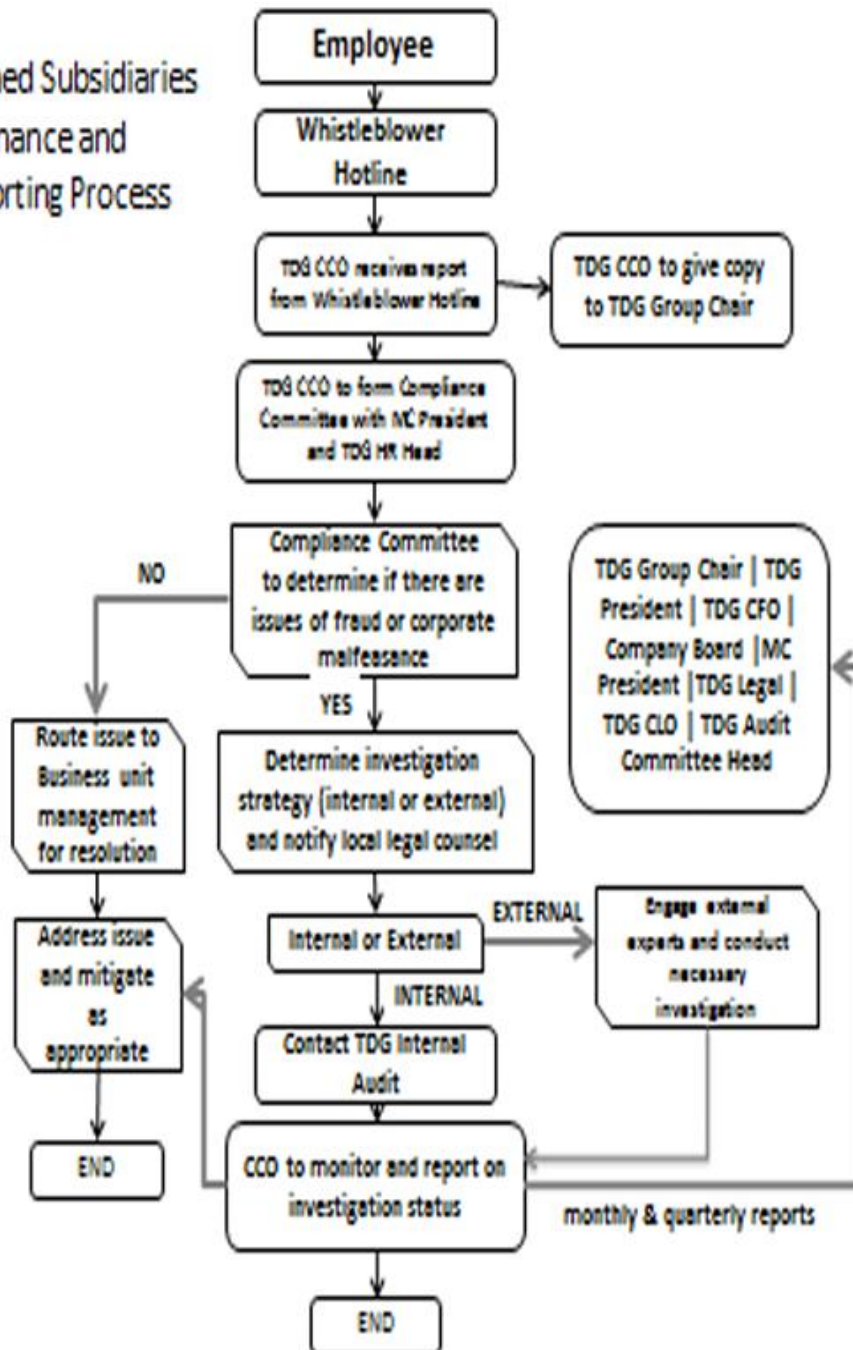 ned Subsidiaries
nance and
orting Process
Employee
Whistleblower
Hotline
TDG CCO receives report
from Whistleblower Hotline
TDG CCO to give copy
to TDG Group Chair
TDG CCO to form Compliance
Committee with MC President
and TDG HR Head
Compliance Committee
to determine if there are
issues of fraud or corporate
malfeasance
NO
YES
TDG Group Chair | TDG
President | TDG CFO |
Company Board |MC
President |TDG Legal |
TDG CLO | TDG Audit
Committee Head
Route issue to
Business unit
management
for resolution
Determine investigation
strategy (internal or external)
and notify local legal counsel
Address issue
and mitigate
as
appropriate
Internal or External
EXTERNAL
Engage external
experts and conduct
necessary
investigation
INTERNAL
Contact TDG Internal
Audit
END
CCO to monitor and report on
investigation status
monthly & quarterly reports
END